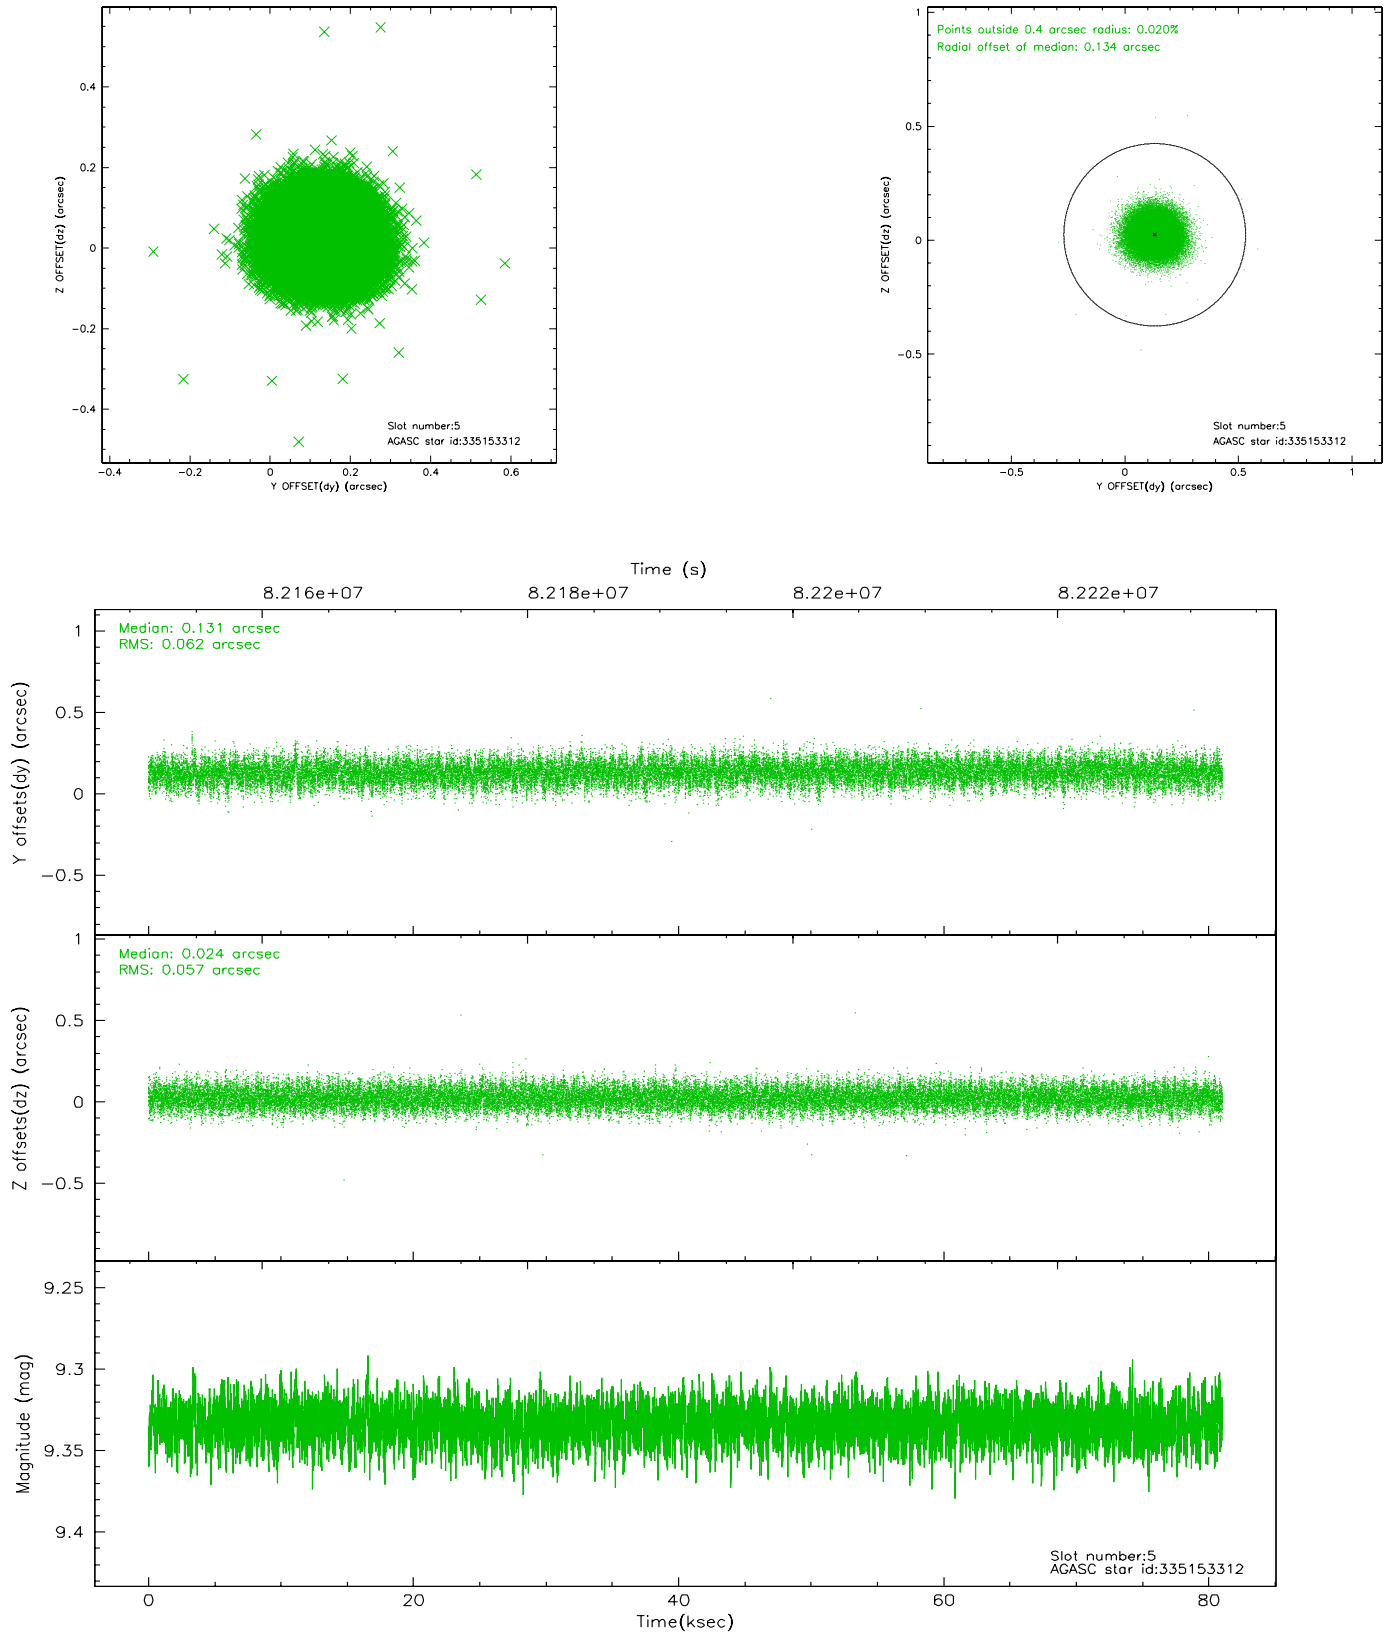 0.4
0.2
0
−0.2
−0.4
Z OFFSET(dz) (arcsec)
Slot number:5
AGASC star id:335153312
−0.4 −0.2 0 0.2 0.4 0.6
Y OFFSET(dy) (arcsec)
Points outside 0.4 arcsec radius: 0.020%
Radial offset of median: 0.134 arcsec
1
0.5
0
−0.5
Z OFFSET(dz) (arcsec)
Slot number:5
AGASC star id:335153312
−0.5 0 0.5 1
Y OFFSET(dy) (arcsec)
Time (s)
8.216e+07 8.218e+07 8.22e+07 8.222e+07
Median: 0.131 arcsec
RMS: 0.062 arcsec
1
0.5
0
−0.5
Y offsets(dy) (arcsec)
Median: 0.024 arcsec
RMS: 0.057 arcsec
1
0.5
0
−0.5
Z offsets(dz) (arcsec)
9.25
9.3
9.35
9.4
Magnitude (mag)
Slot number:5
AGASC star id:335153312
0 20 40 60 80
Time(ksec)